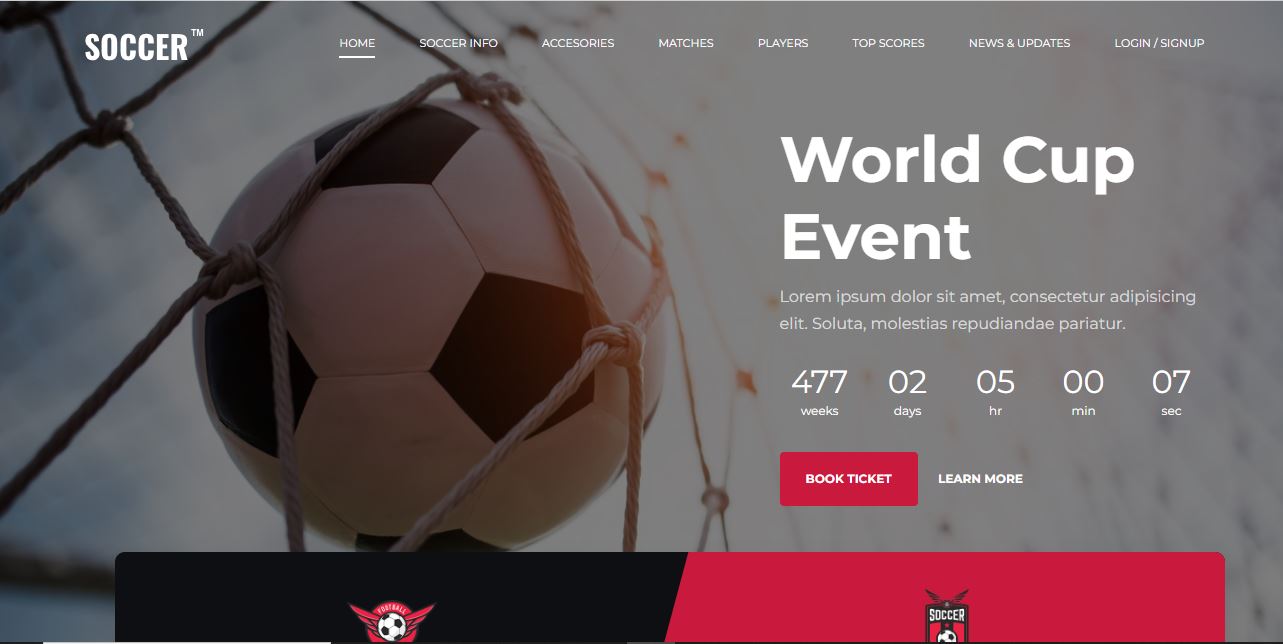 SOCCER™
HOME SOCCER INFO ACCESORIES MATCHES PLAYERS TOP SCORES NEWS & UPDATES LOGIN / SIGNUP
World Cup
Event
Lorem ipsum dolor sit amet, consectetur adipisicing
elit. Soluta, molestias repudiandae pariatur.
477 02 05 00 07
weeks days hr min sec
BOOK TICKET LEARN MORE
FOOTBALL
SOCCER